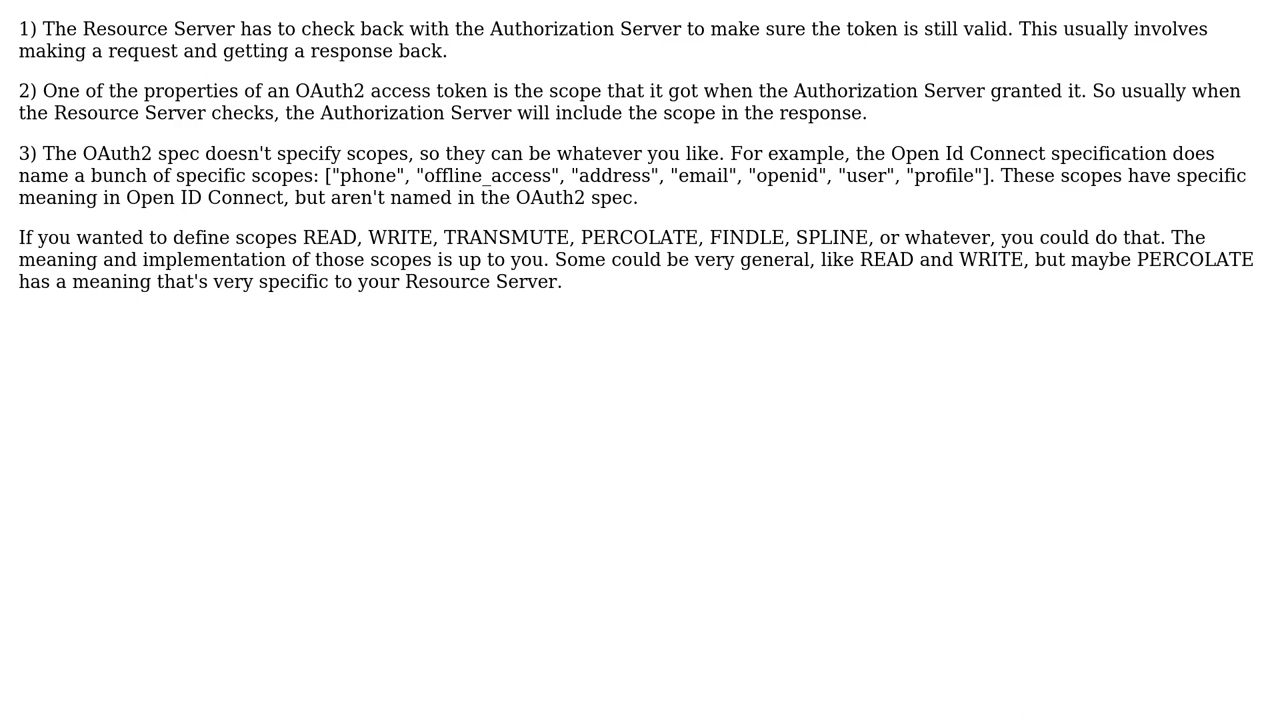 1) The Resource Server has to check back with the Authorization Server to make sure the token is still valid. This usually involves
making a request and getting a response back.
2) One of the properties of an OAuth2 access token is the scope that it got when the Authorization Server granted it. So usually when
the Resource Server checks, the Authorization Server will include the scope in the response.
3) The OAuth2 spec doesn't specify scopes, so they can be whatever you like. For example, the Open Id Connect specification does
name a bunch of specific scopes: ["phone", "offline_access", "address", "email", "openid", "user", "profile"]. These scopes have specific
meaning in Open ID Connect, but aren't named in the OAuth2 spec.
If you wanted to define scopes READ, WRITE, TRANSMUTE, PERCOLATE, FINDLE, SPLINE, or whatever, you could do that. The
meaning and implementation of those scopes is up to you. Some could be very general, like READ and WRITE, but maybe PERCOLATE
has a meaning that's very specific to your Resource Server.